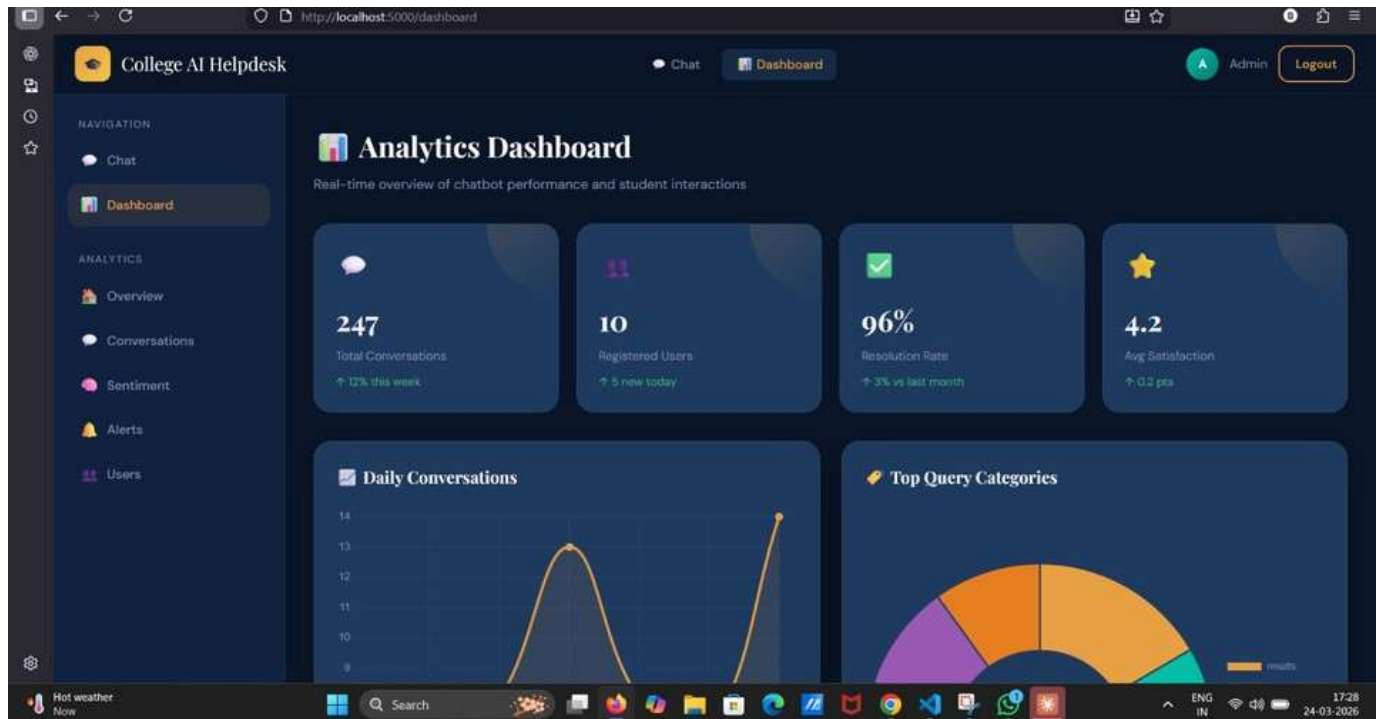 http://localhost:5000/dashboard
College AI Helpdesk
Chat
Dashboard
A
Admin
Logout
NAVIGATION
Chat
Dashboard
ANALYTICS
Overview
Conversations
Sentiment
Alerts
Users
Analytics Dashboard
Real-time overview of chatbot performance and student interactions
247
Total Conversations
↑ 12% this week
10
Registered Users
↑ 5 new today
96%
Resolution Rate
↑ 3% vs last month
4.2
Avg Satisfaction
↑ 0.2 pts
Daily Conversations
14
13
12
11
10
9
Top Query Categories
results
Hot weather
Now
Search
ENG
IN
17:28
24-03-2026